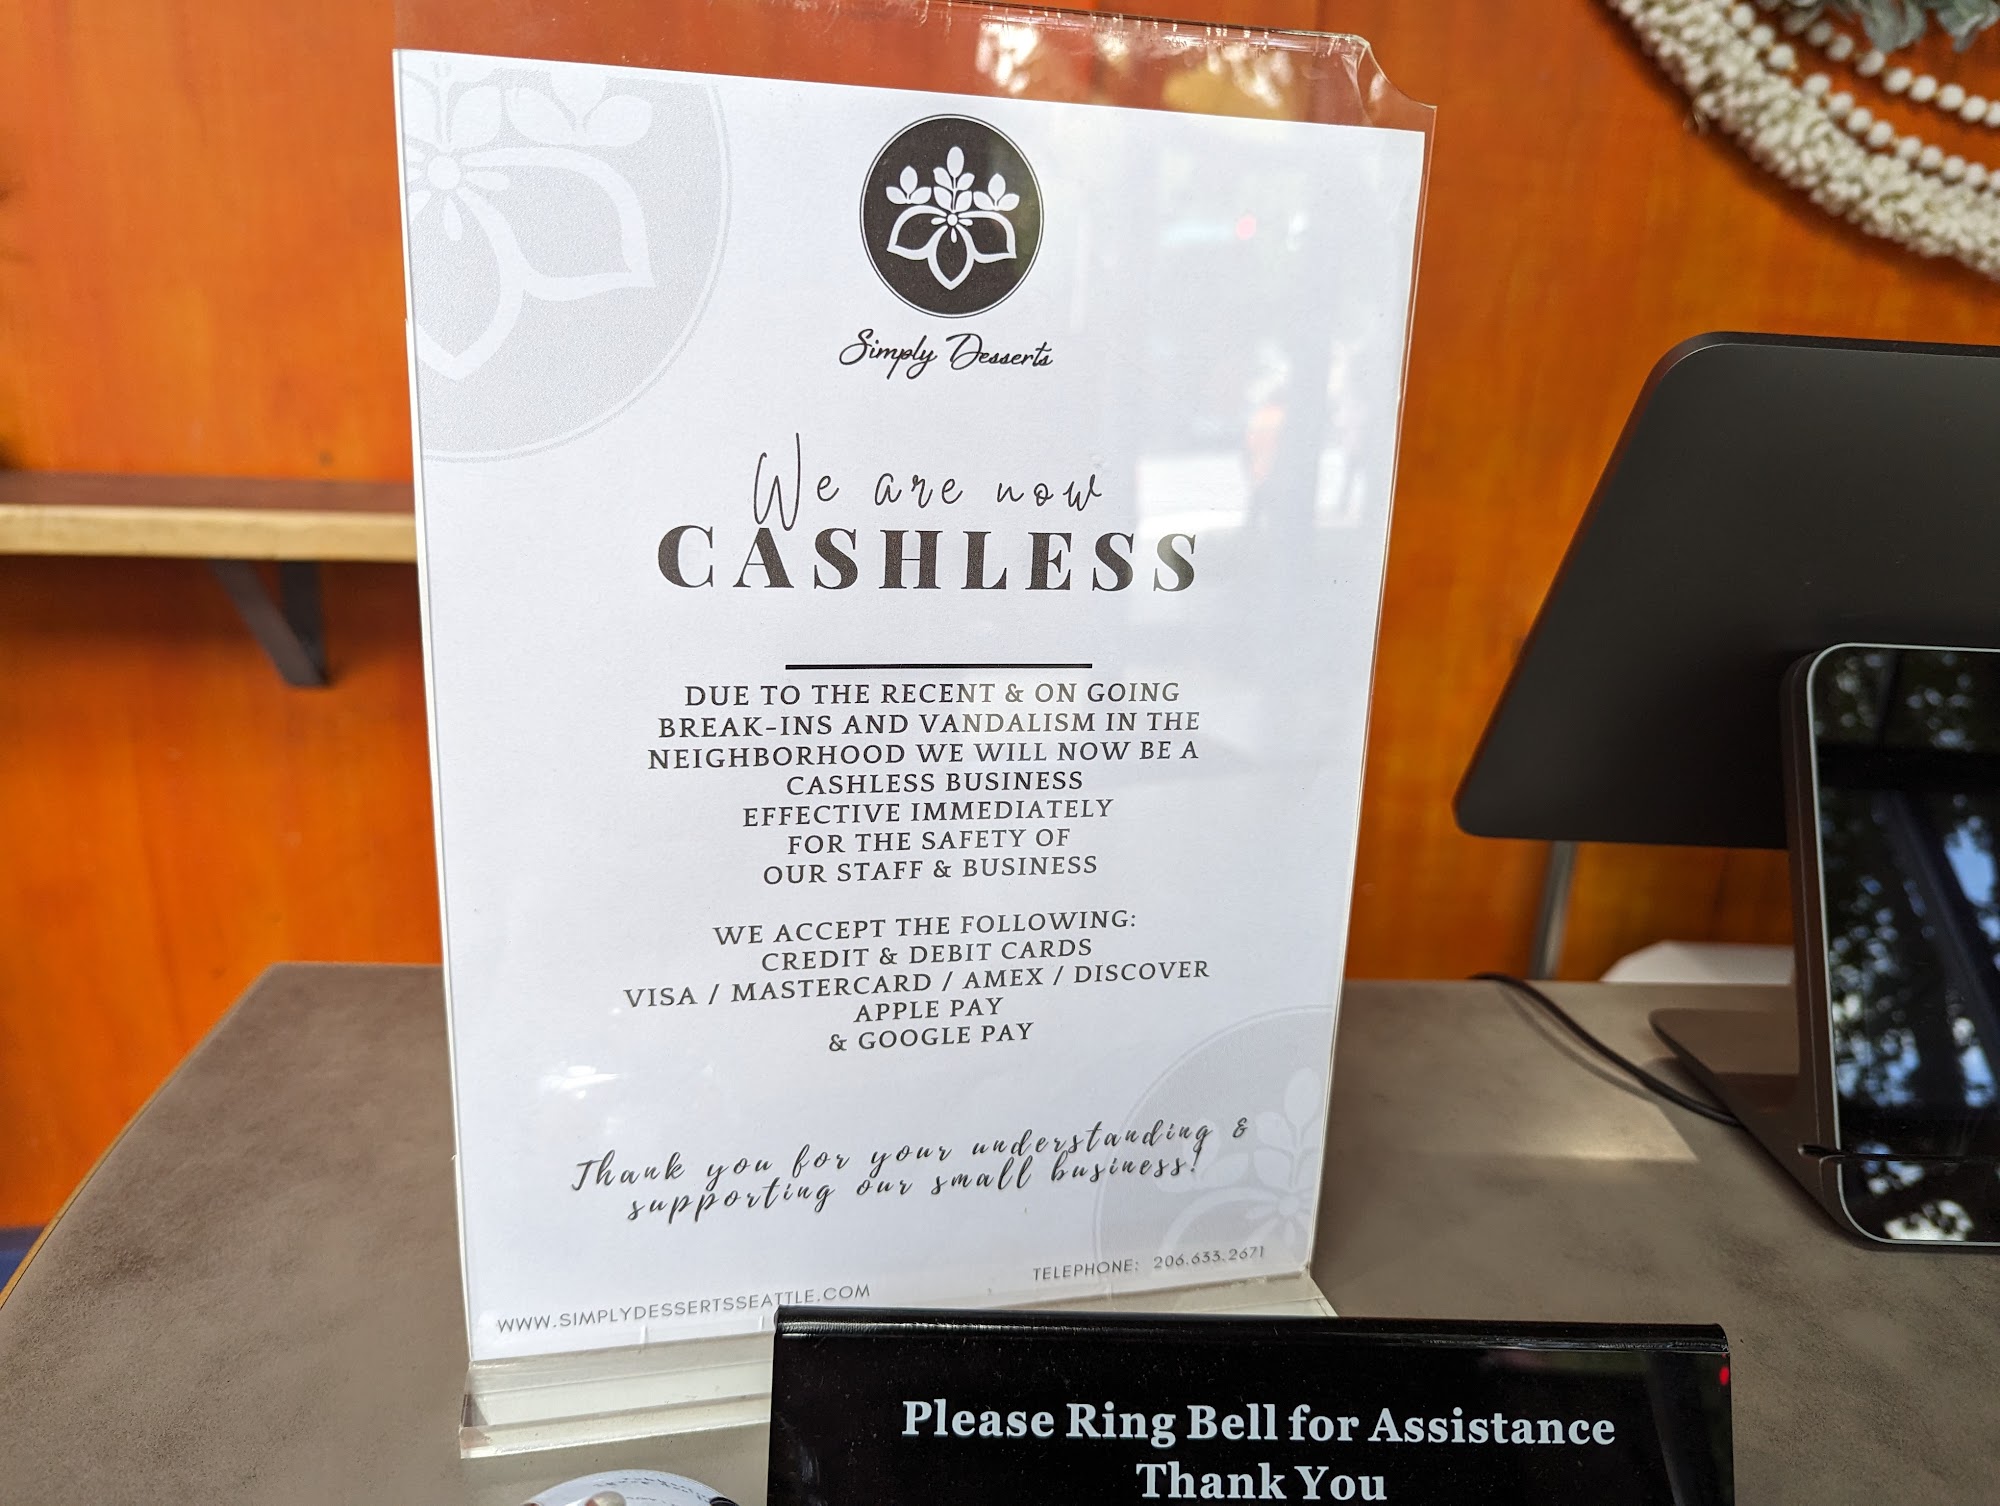 Simply Desserts
We are now
CASHLESS
DUE TO THE RECENT & ON GOING
BREAK-INS AND VANDALISM IN THE
NEIGHBORHOOD WE WILL NOW BE A
CASHLESS BUSINESS
EFFECTIVE IMMEDIATELY
FOR THE SAFETY OF
OUR STAFF & BUSINESS
WE ACCEPT THE FOLLOWING:
CREDIT & DEBIT CARDS
VISA / MASTERCARD / AMEX / DISCOVER
APPLE PAY
& GOOGLE PAY
Thank you for your understanding &
supporting our small business!
WWW.SIMPLYDESSERTSSEATTLE.COM
TELEPHONE: 206.633.2671
Please Ring Bell for Assistance
Thank You